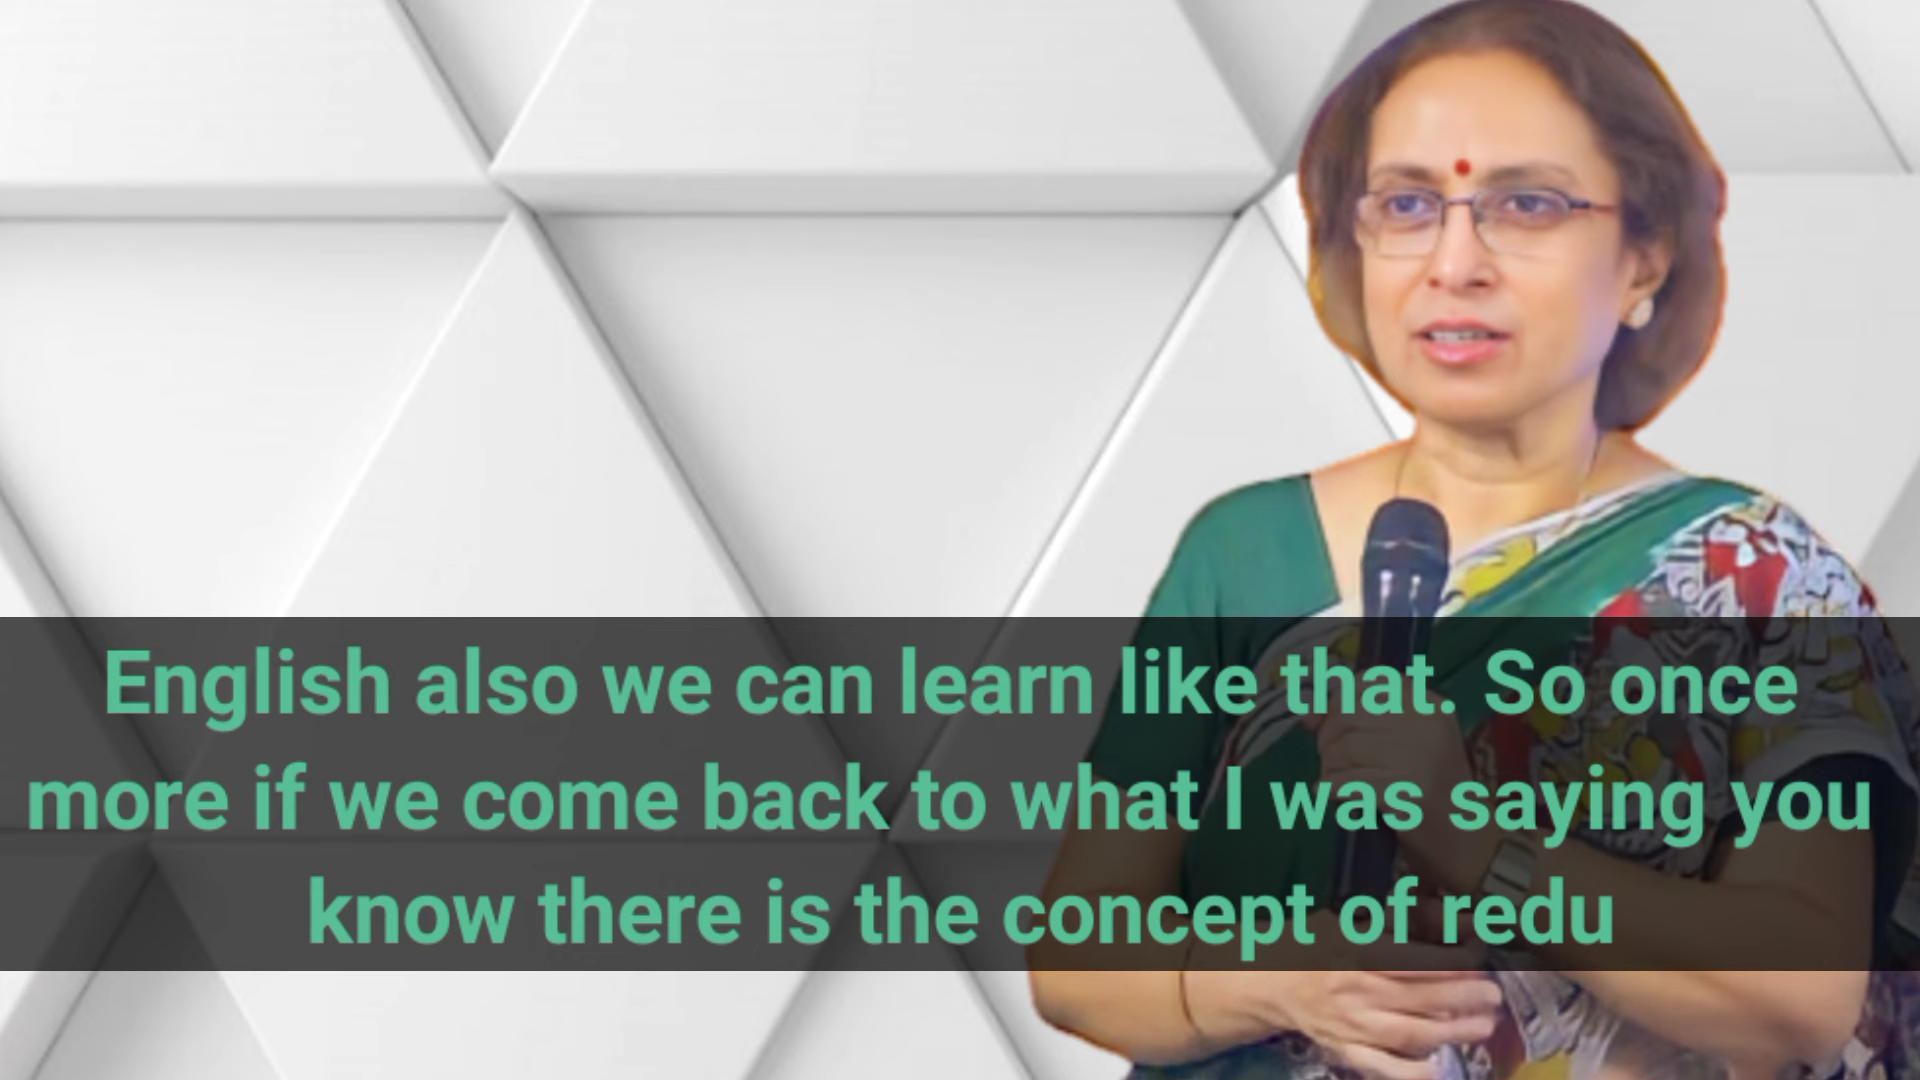 English also we can learn like that. So once
more if we come back to what I was saying you
know there is the concept of redu